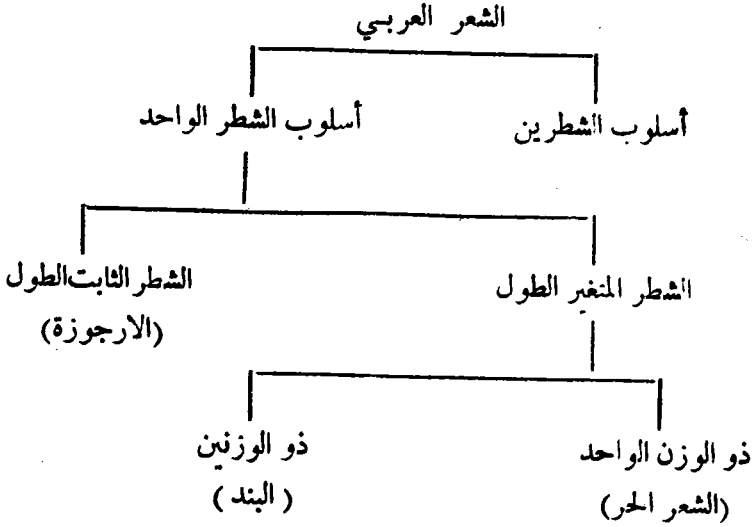 الشعر العربي
أسلوب الشطرين
أسلوب الشطر الواحد
الشطر المتغير الطول
الشطر الثابت الطول
(الارجوزة)
ذو الوزن الواحد
(الشعر الحر)
ذو الوزنين
(البند)